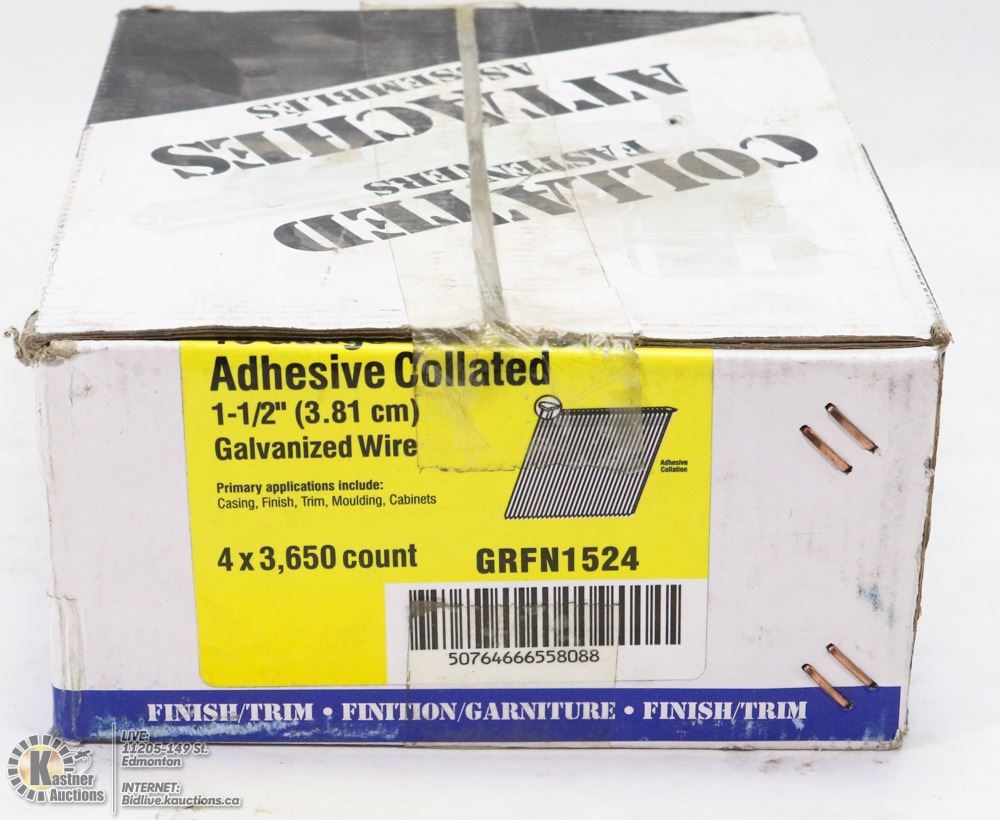 COLLATED
FASTENERS
ATTACHES
ASSEMBLÉS
Adhesive Collated
1-1/2" (3.81 cm)
Galvanized Wire
Primary applications include:
Casing, Finish, Trim, Moulding, Cabinets
Adhesive
Collation
4 x 3,650 count
GRFN1524
50764666558088
FINISH/TRIM • FINITION/GARNITURE • FINISH/TRIM
Kastner
Auctions
LIVE:
11205-149 St.
Edmonton
INTERNET:
Bidlive.kauctions.ca